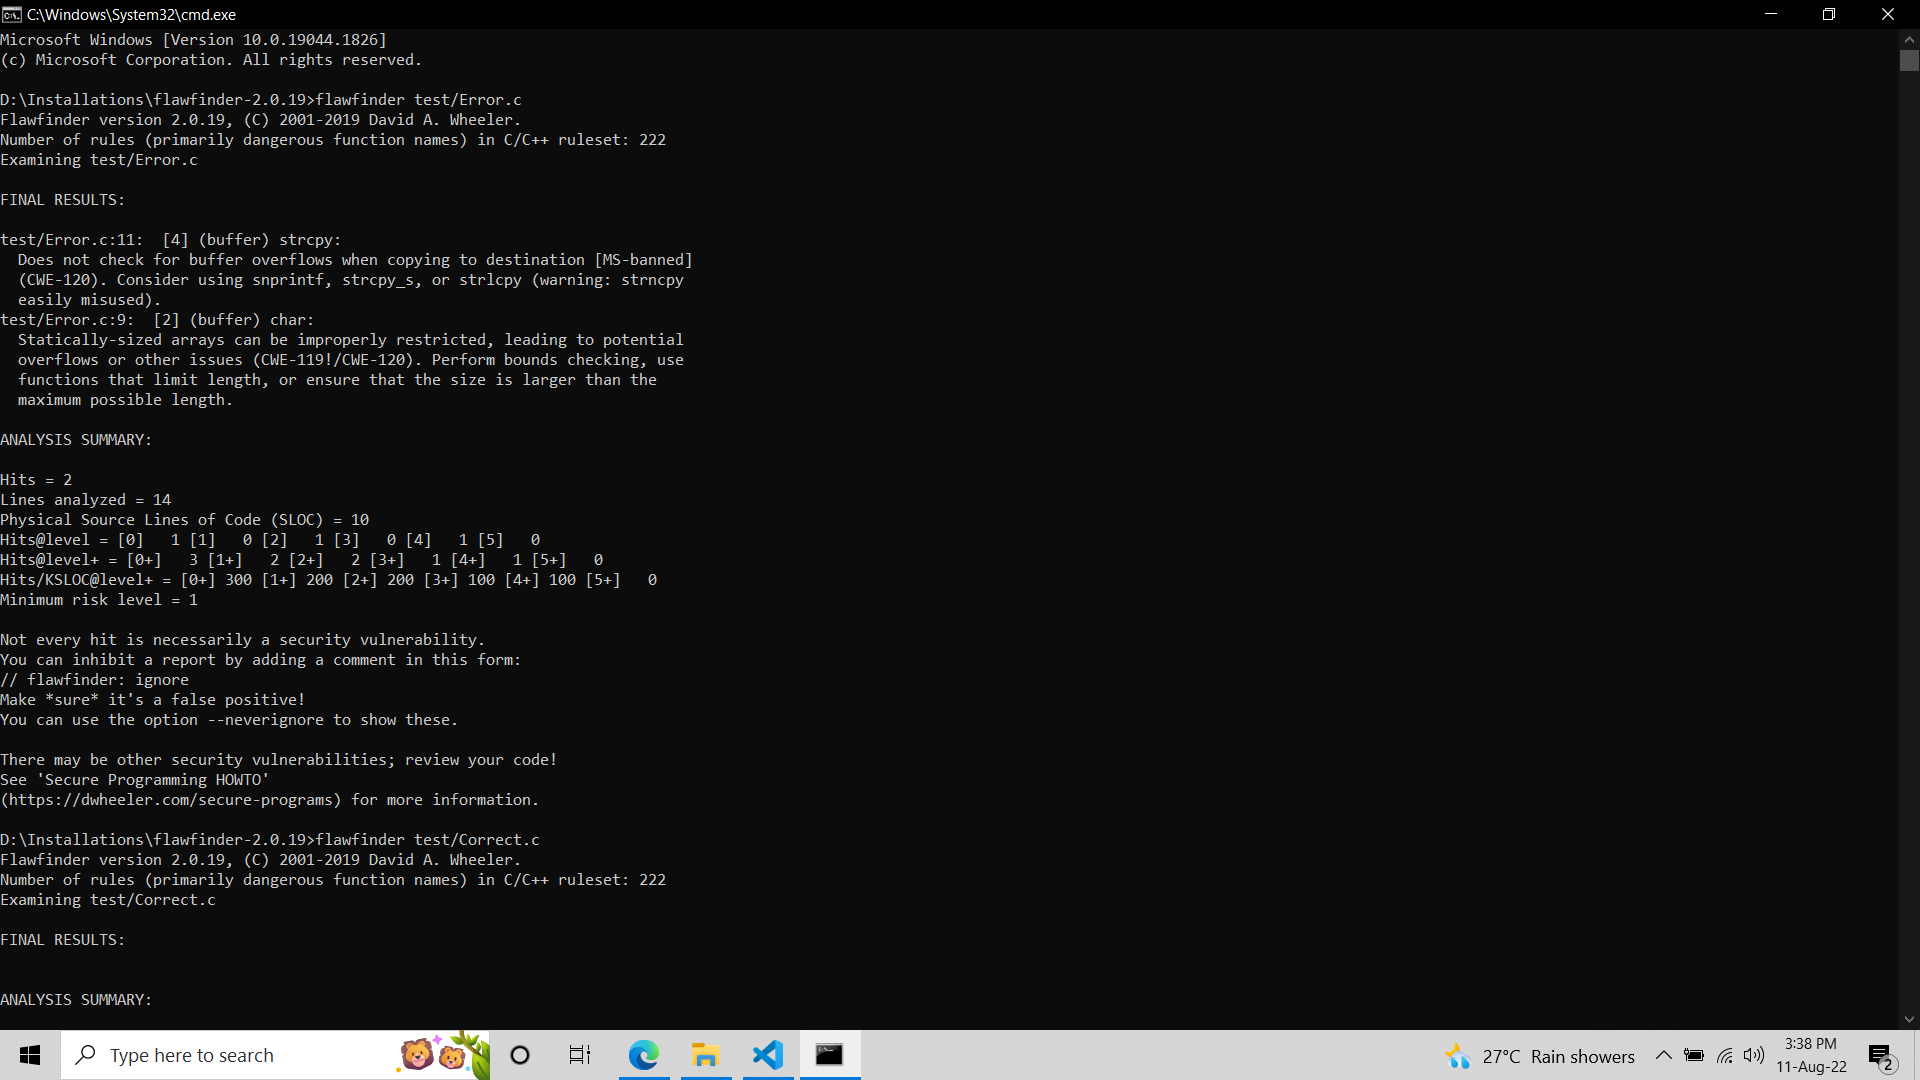 C:\Windows\System32\cmd.exe
Microsoft Windows [Version 10.0.19044.1826]
(c) Microsoft Corporation. All rights reserved.
D:\Installations\flawfinder-2.0.19>flawfinder test/Error.c
Flawfinder version 2.0.19, (C) 2001-2019 David A. Wheeler.
Number of rules (primarily dangerous function names) in C/C++ ruleset: 222
Examining test/Error.c
FINAL RESULTS:
test/Error.c:11:  [4] (buffer) strcpy:
  Does not check for buffer overflows when copying to destination [MS-banned]
  (CWE-120). Consider using snprintf, strcpy_s, or strlcpy (warning: strncpy
  easily misused).
test/Error.c:9:  [2] (buffer) char:
  Statically-sized arrays can be improperly restricted, leading to potential
  overflows or other issues (CWE-119!/CWE-120). Perform bounds checking, use
  functions that limit length, or ensure that the size is larger than the
  maximum possible length.
ANALYSIS SUMMARY:
Hits = 2
Lines analyzed = 14
Physical Source Lines of Code (SLOC) = 10
Hits@level = [0]   1 [1]   0 [2]   1 [3]   0 [4]   1 [5]   0
Hits@level+ = [0+]   3 [1+]   2 [2+]   2 [3+]   1 [4+]   1 [5+]   0
Hits/KSLOC@level+ = [0+] 300 [1+] 200 [2+] 200 [3+] 100 [4+] 100 [5+]   0
Minimum risk level = 1
Not every hit is necessarily a security vulnerability.
You can inhibit a report by adding a comment in this form:
// flawfinder: ignore
Make *sure* it's a false positive!
You can use the option --neverignore to show these.
There may be other security vulnerabilities; review your code!
See 'Secure Programming HOWTO'
(https://dwheeler.com/secure-programs) for more information.
D:\Installations\flawfinder-2.0.19>flawfinder test/Correct.c
Flawfinder version 2.0.19, (C) 2001-2019 David A. Wheeler.
Number of rules (primarily dangerous function names) in C/C++ ruleset: 222
Examining test/Correct.c
FINAL RESULTS:
ANALYSIS SUMMARY:
Type here to search
27°C Rain showers
3:38 PM
11-Aug-22
2